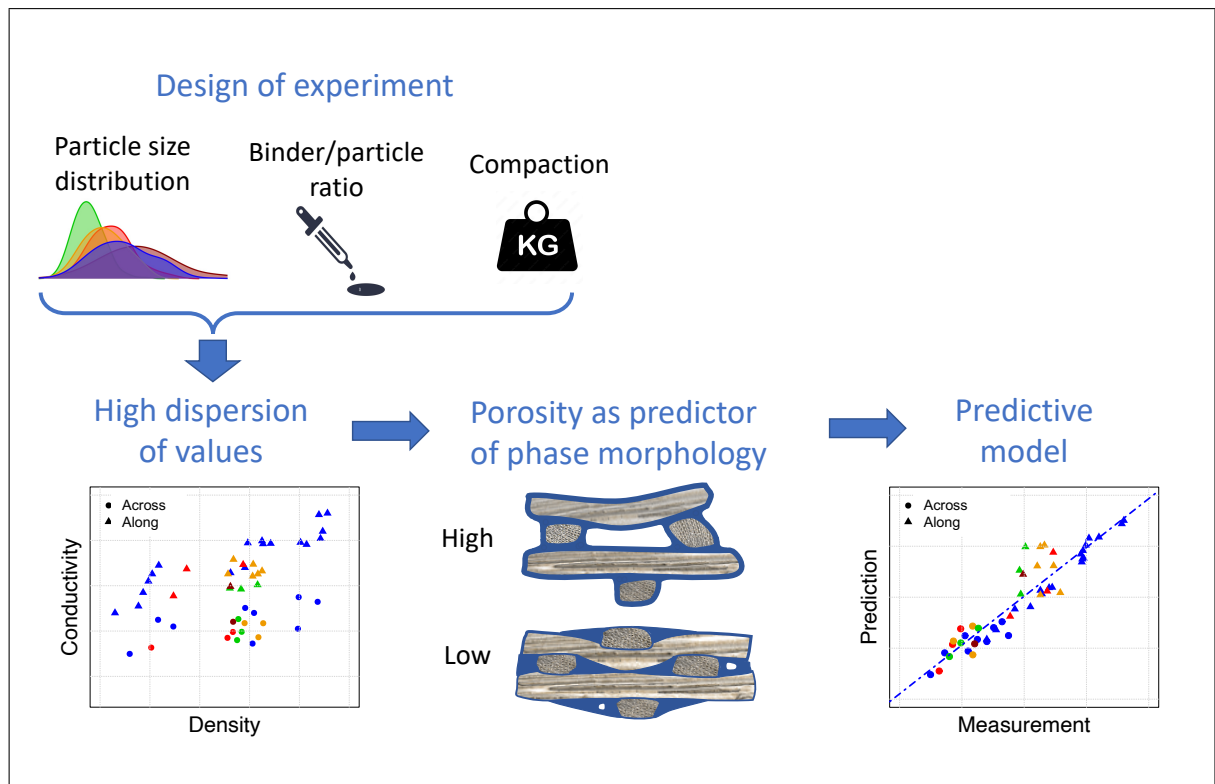 Design of experiment
Particle size
distribution
Binder/particle
ratio
Compaction
KG
High dispersion
of values
Porosity as predictor
of phase morphology
Predictive
model
Across
Along
Conductivity
Density
High
Low
Across
Along
Prediction
Measurement